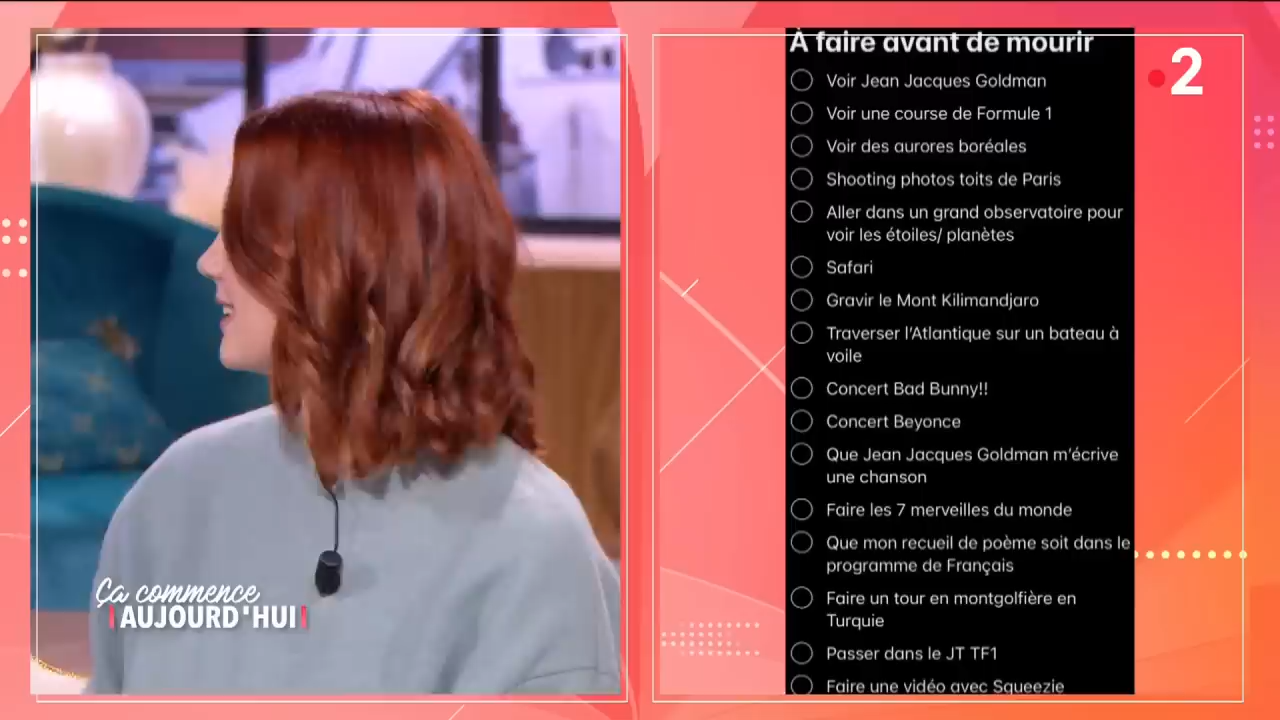 À faire avant de mourir
Voir Jean Jacques Goldman
Voir une course de Formule 1
Voir des aurores boréales
Shooting photos toits de Paris
Aller dans un grand observatoire pour
voir les étoiles/ planètes
Safari
Gravir le Mont Kilimandjaro
Traverser l'Atlantique sur un bateau à
voile
Concert Bad Bunny!!
Concert Beyonce
Que Jean Jacques Goldman m'écrive
une chanson
Faire les 7 merveilles du monde
Que mon recueil de poème soit dans le
programme de Français
Faire un tour en montgolfière en
Turquie
Passer dans le JT TF1
Faire une vidéo avec Squeezie
2
Ça commence
AUJOURD'HUI